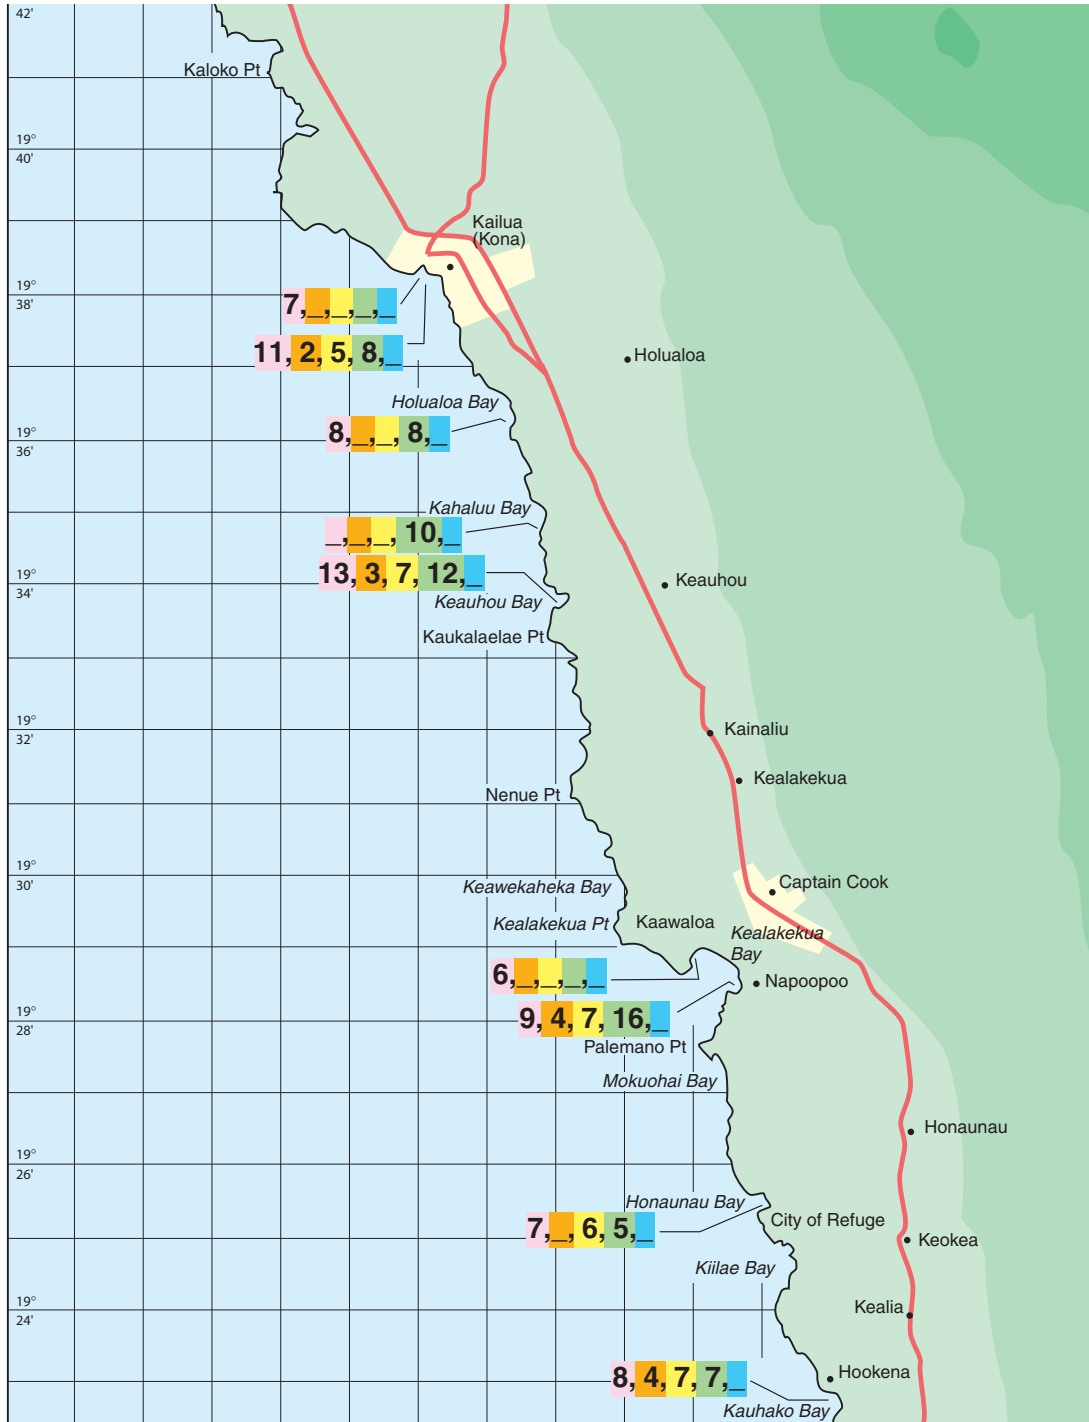 42'
Kaloko Pt
19°
40'
Kailua
(Kona)
19°
38'
7,_,_,_,_
11, 2, 5, 8,_
Holualoa
Holualoa Bay
8,_,_, 8,_
19°
36'
Kahaluu Bay
_,_,_, 10,_
13, 3, 7, 12,_
19°
34'
Keauhou
Keauhou Bay
Kaukalaelae Pt
19°
32'
Kainaliu
Kealakekua
Nenue Pt
19°
30'
Captain Cook
Keawekaheka Bay
Kealakekua Pt
Kaawaloa
Kealakekua
Bay
6,_,_,_,_
Napoopoo
9, 4, 7, 16,_
19°
28'
Palemano Pt
Mokuohai Bay
Honaunau
19°
26'
Honaunau Bay
7,_, 6, 5,_
City of Refuge
Keokea
Kiilae Bay
19°
24'
Kealia
8, 4, 7, 7,_
Hookena
Kauhako Bay